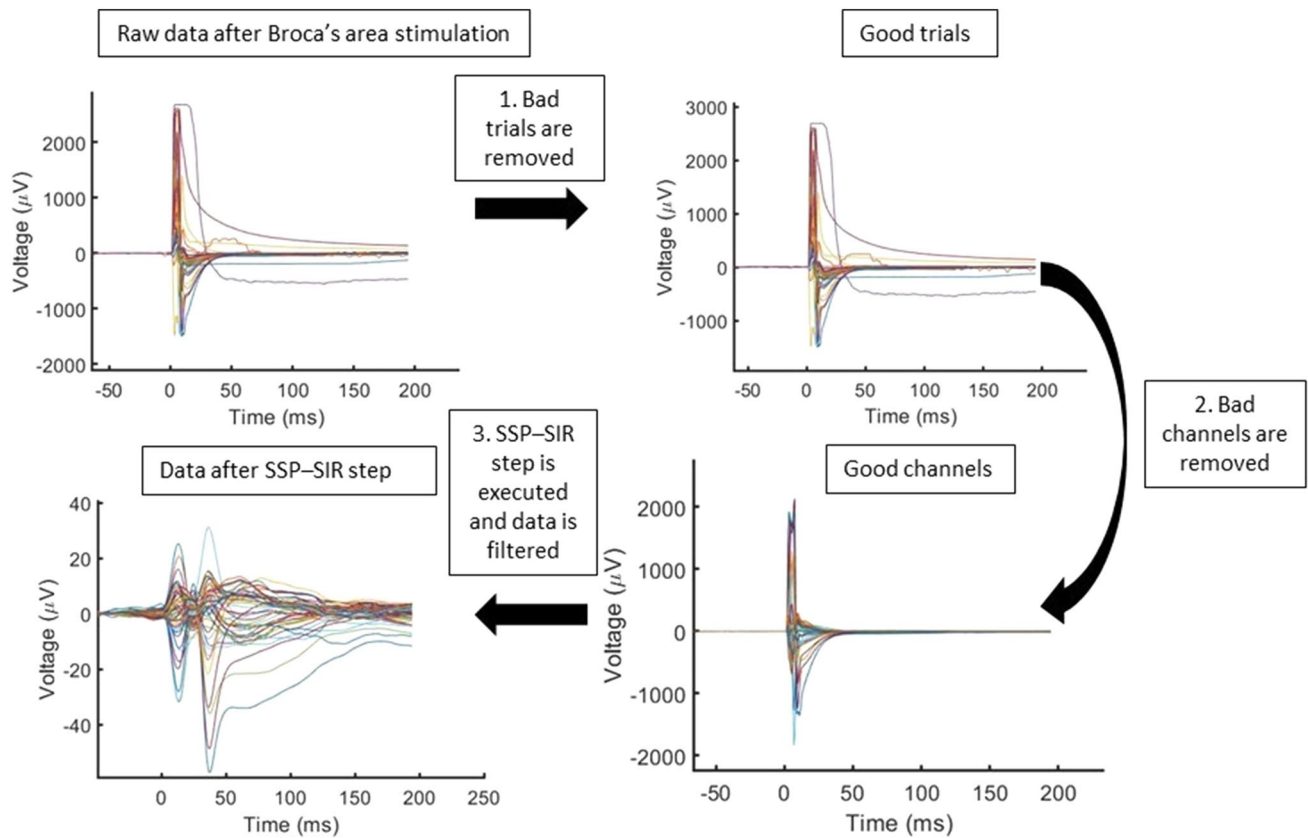 Raw data after Broca's area stimulation
Good trials
1. Bad
trials are
removed
Voltage (μV)
2000
1000
0
-1000
-2000
-50 0 50 100 150 200
Time (ms)
Voltage (μV)
3000
2000
1000
0
-1000
-50 0 50 100 150 200
Time (ms)
2. Bad
channels are
removed
Good channels
Voltage (μV)
2000
1000
0
-1000
-2000
-50 0 50 100 150 200
Time (ms)
3. SSP–SIR
step is
executed
and data is
filtered
Data after SSP–SIR step
Voltage (μV)
40
20
0
-20
-40
0 50 100 150 200 250
Time (ms)